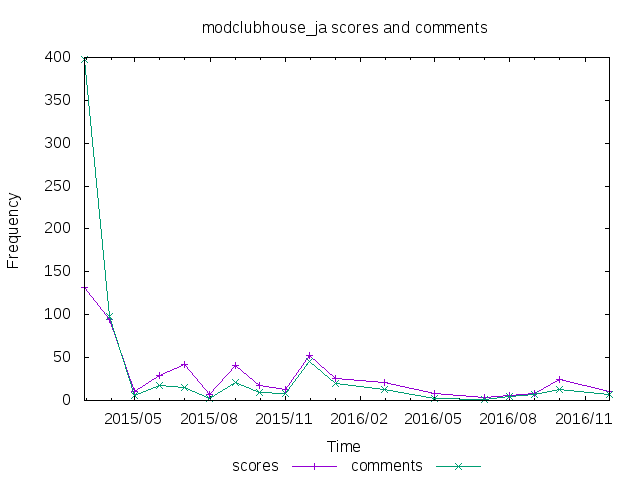 modclubhouse_ja scores and comments
400
350
300
250
200
150
100
50
0
Frequency
2015/05 2015/08 2015/11 2016/02 2016/05 2016/08 2016/11
Time
scores comments